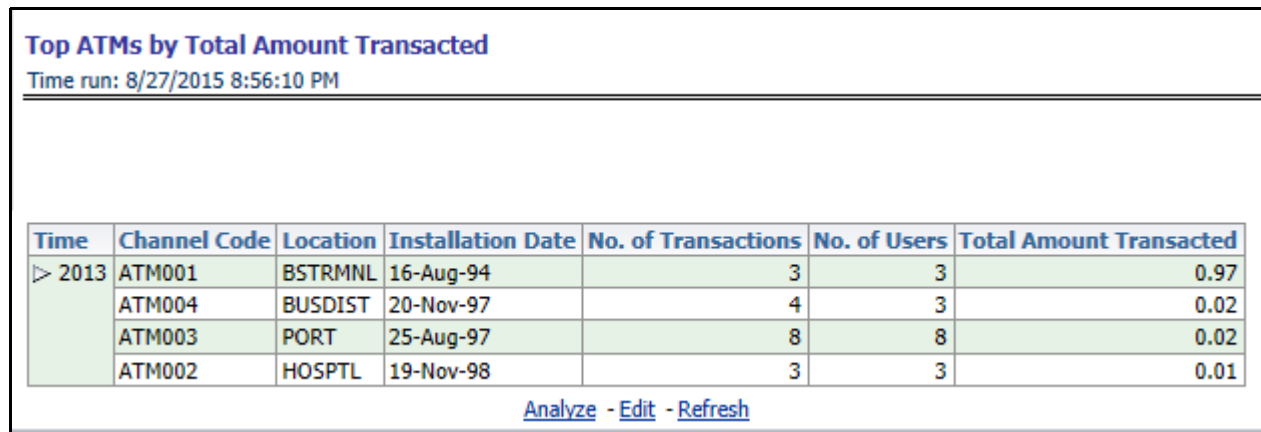 Top ATMs by Total Amount Transacted
Time run: 8/27/2015 8:56:10 PM
Time Channel Code Location Installation Date No. of Transactions No. of Users Total Amount Transacted
2013 ATM001 BSTRMNL 16-Aug-94 3 3 0.97
ATM004 BUSDIST 20-Nov-97 4 3 0.02
ATM003 PORT 25-Aug-97 8 8 0.02
ATM002 HOSPTL 19-Nov-98 3 3 0.01
Analyze - Edit - Refresh